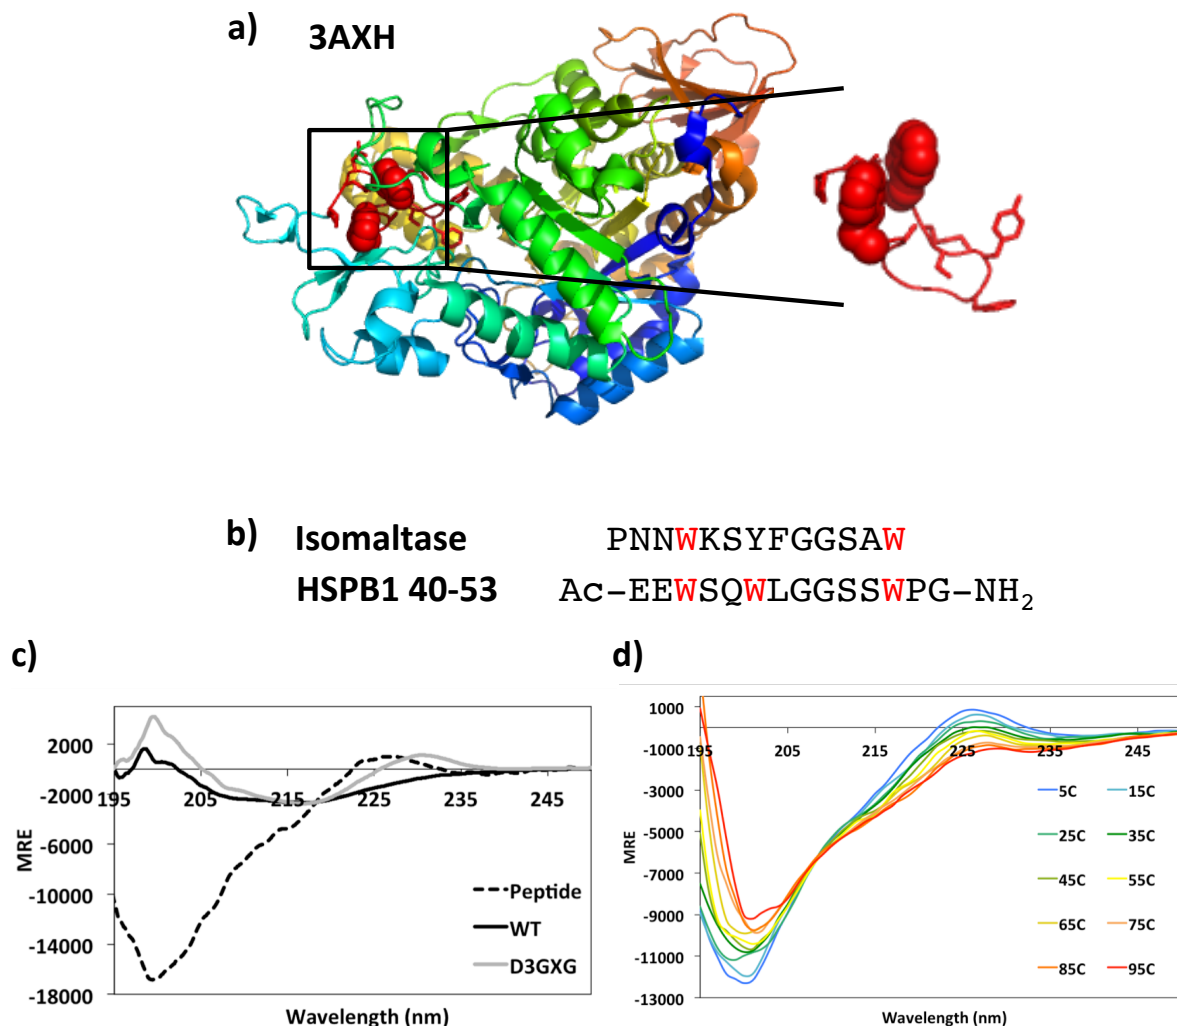 a) 3AXH
b) Isomaltase PNNWKSYFGGSAW
HSPB1 40-53 Ac-EEWSQWLGGSSWPG-NH2
c)
d)
2000
-2000
-6000
-10000
-14000
-18000
195 205 215 225 235 245
MRE
Peptide
WT
D3GXG
Wavelength (nm)
1000
-1000
-3000
-5000
-7000
-9000
-11000
-13000
195 205 215 225 235 245
MRE
5C 15C
25C 35C
45C 55C
65C 75C
85C 95C
Wavelength (nm)